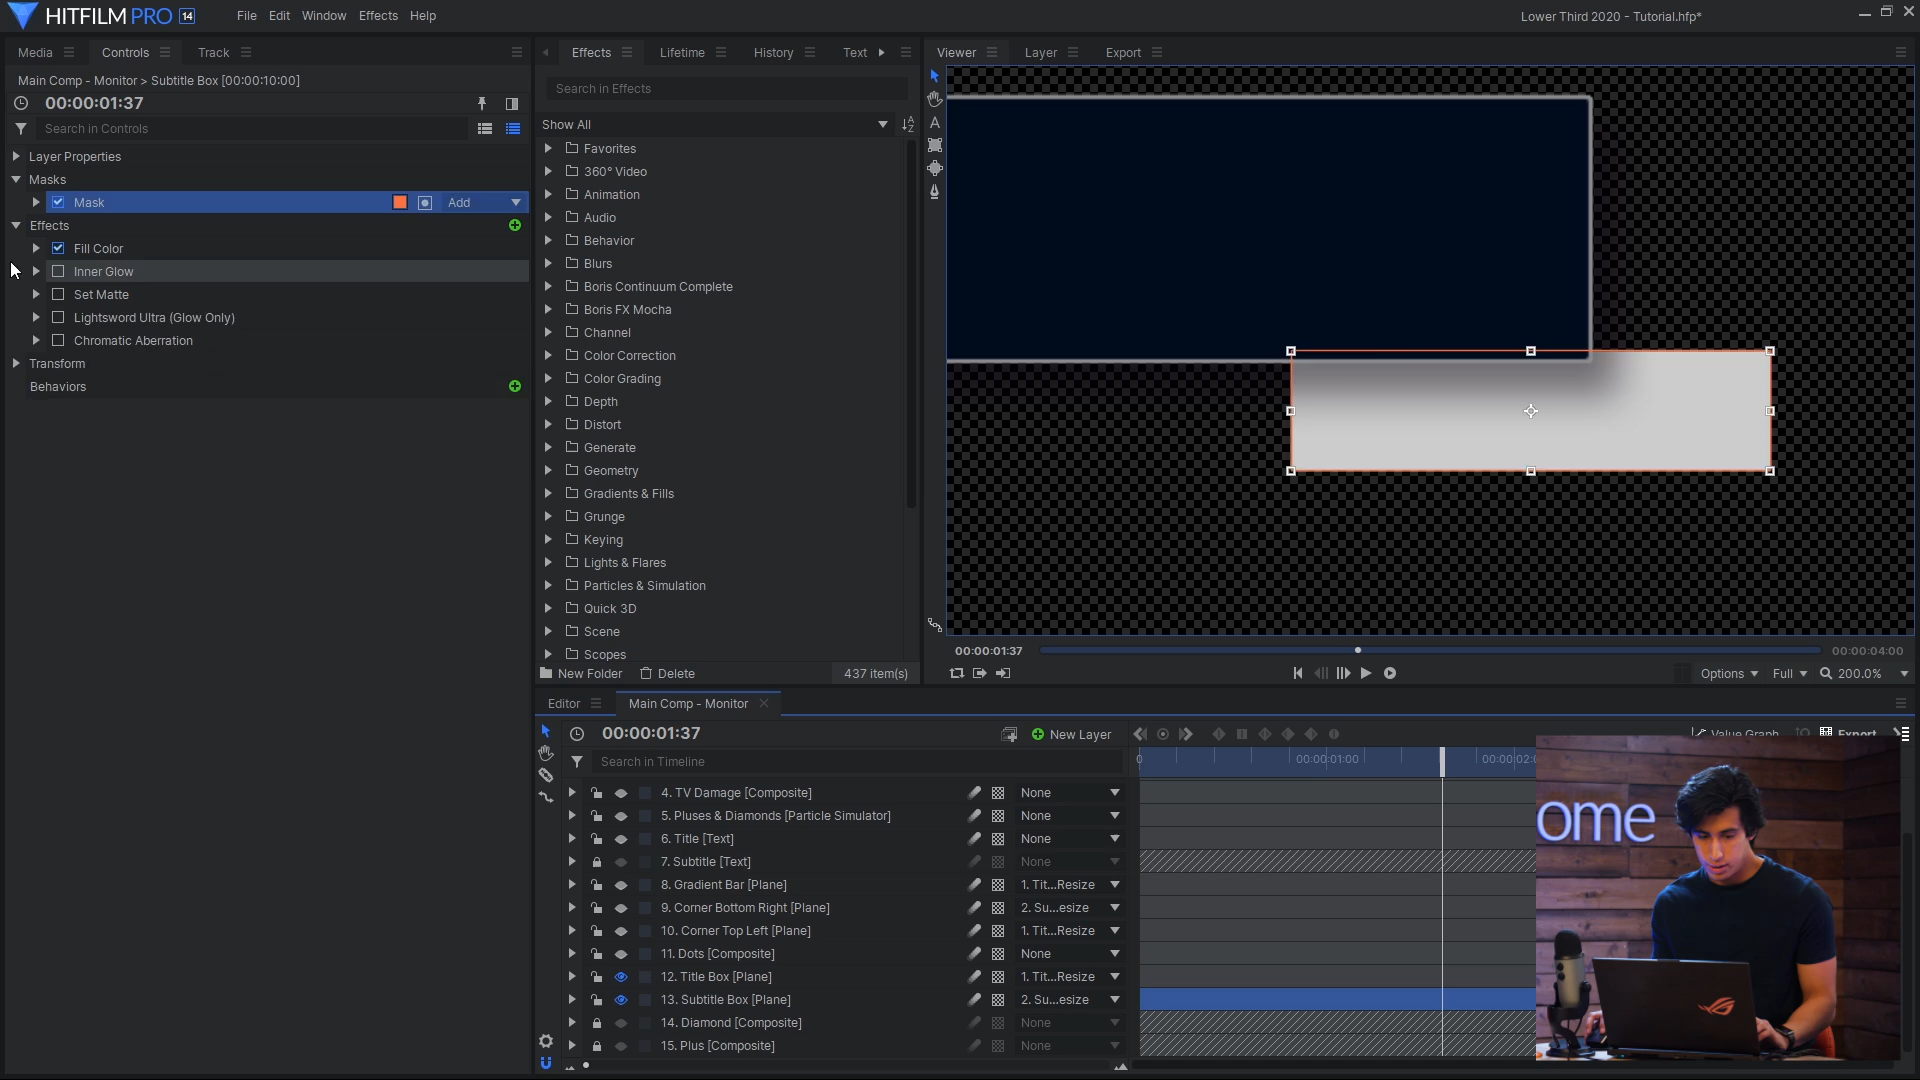 HITFILM PRO 14
File Edit Window Effects Help
Lower Third 2020 - Tutorial.hfp*
Media Controls Track
Main Comp - Monitor > Subtitle Box [00:00:10:00]
00:00:01:37
Search in Controls
Layer Properties
Masks
Mask Add
Effects
Fill Color
Inner Glow
Set Matte
Lightsword Ultra (Glow Only)
Chromatic Aberration
Transform
Behaviors
Effects Lifetime History Text
Search in Effects
Show All
Favorites
360° Video
Animation
Audio
Behavior
Blurs
Boris Continuum Complete
Boris FX Mocha
Channel
Color Correction
Color Grading
Depth
Distort
Generate
Geometry
Gradients & Fills
Grunge
Keying
Lights & Flares
Particles & Simulation
Quick 3D
Scene
Scopes
New Folder Delete 437 item(s)
Viewer Layer Export
00:00:01:37 00:00:04:00
Options Full 200.0%
Editor Main Comp - Monitor
00:00:01:37 New Layer Value Graph Export
Search in Timeline
0 00:00:01:00 00:00:02:0
4. TV Damage [Composite] None
5. Pluses & Diamonds [Particle Simulator] None
6. Title [Text] None
7. Subtitle [Text] None
8. Gradient Bar [Plane] 1. Tit...Resize
9. Corner Bottom Right [Plane] 2. Su...esize
10. Corner Top Left [Plane] 1. Tit...Resize
11. Dots [Composite] None
12. Title Box [Plane] 1. Tit...Resize
13. Subtitle Box [Plane] 2. Su...esize
14. Diamond [Composite] None
15. Plus [Composite] None
ome